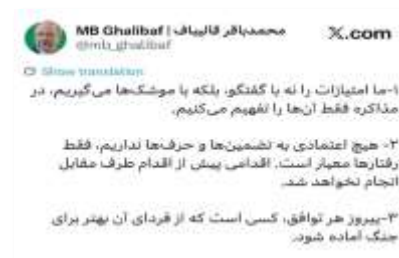 MB Ghalibaf | محمدباقر قالیباف
@mb_ghalibaf
X.com
Show translation
۱-ما امتیازات را نه با گفتگو، بلکه با موشک‌ها می‌گیریم، در
مذاکره فقط آن‌ها را تفهیم می‌کنیم.
۲- هیچ اعتمادی به تضمین‌ها و حرف‌ها نداریم، فقط
رفتارها معیار است. اقدامی پیش از اقدام طرف مقابل
انجام نخواهد شد.
۳-پیروز هر توافق، کسی است که از فردای آن بهتر برای
جنگ آماده شود.